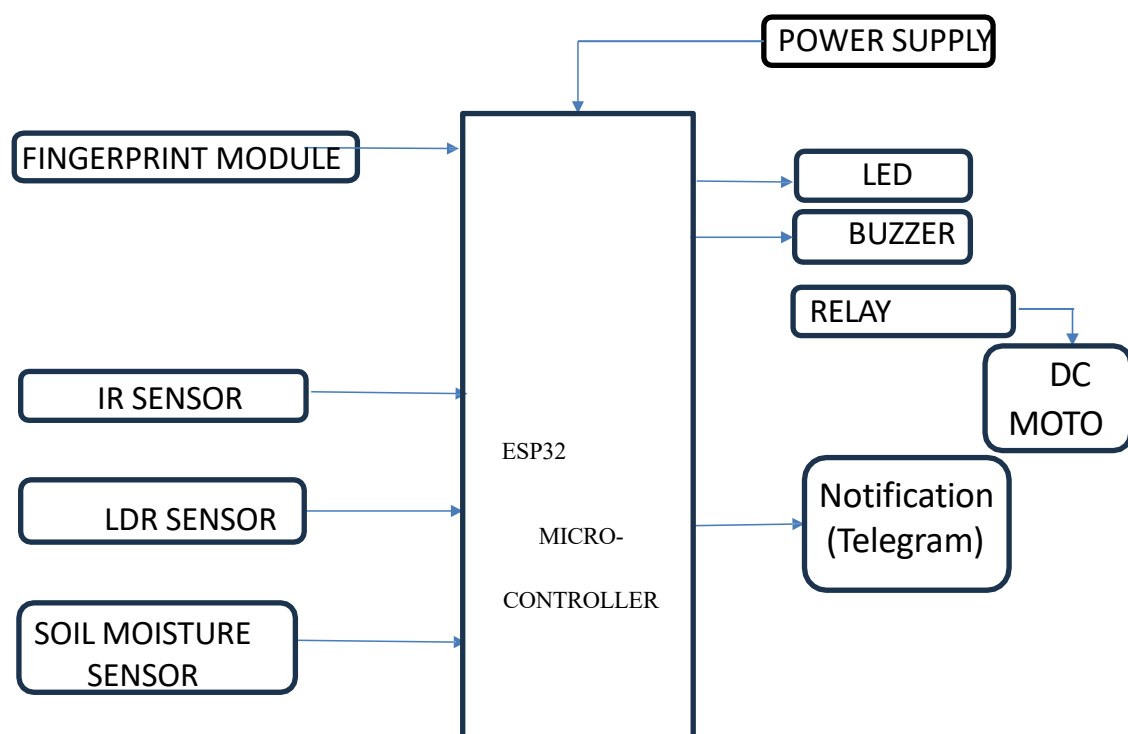 POWER SUPPLY
FINGERPRINT MODULE
LED
BUZZER
RELAY
DC
MOTO
IR SENSOR
ESP32
LDR SENSOR
MICRO-
CONTROLLER
Notification
(Telegram)
SOIL MOISTURE
SENSOR